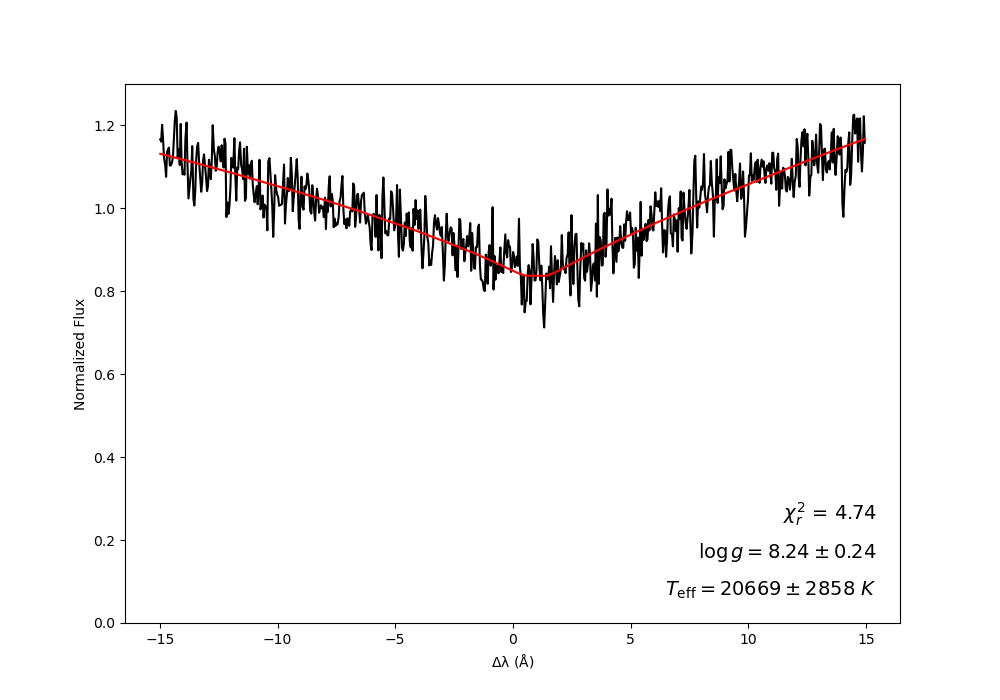 1.2
1.0
0.8
0.6
0.4
0.2
0.0
Normalized Flux
χ²ᵣ = 4.74
log g = 8.24 ± 0.24
T_eff = 20669 ± 2858 K
−15 −10 −5 0 5 10 15
Δλ (Å)